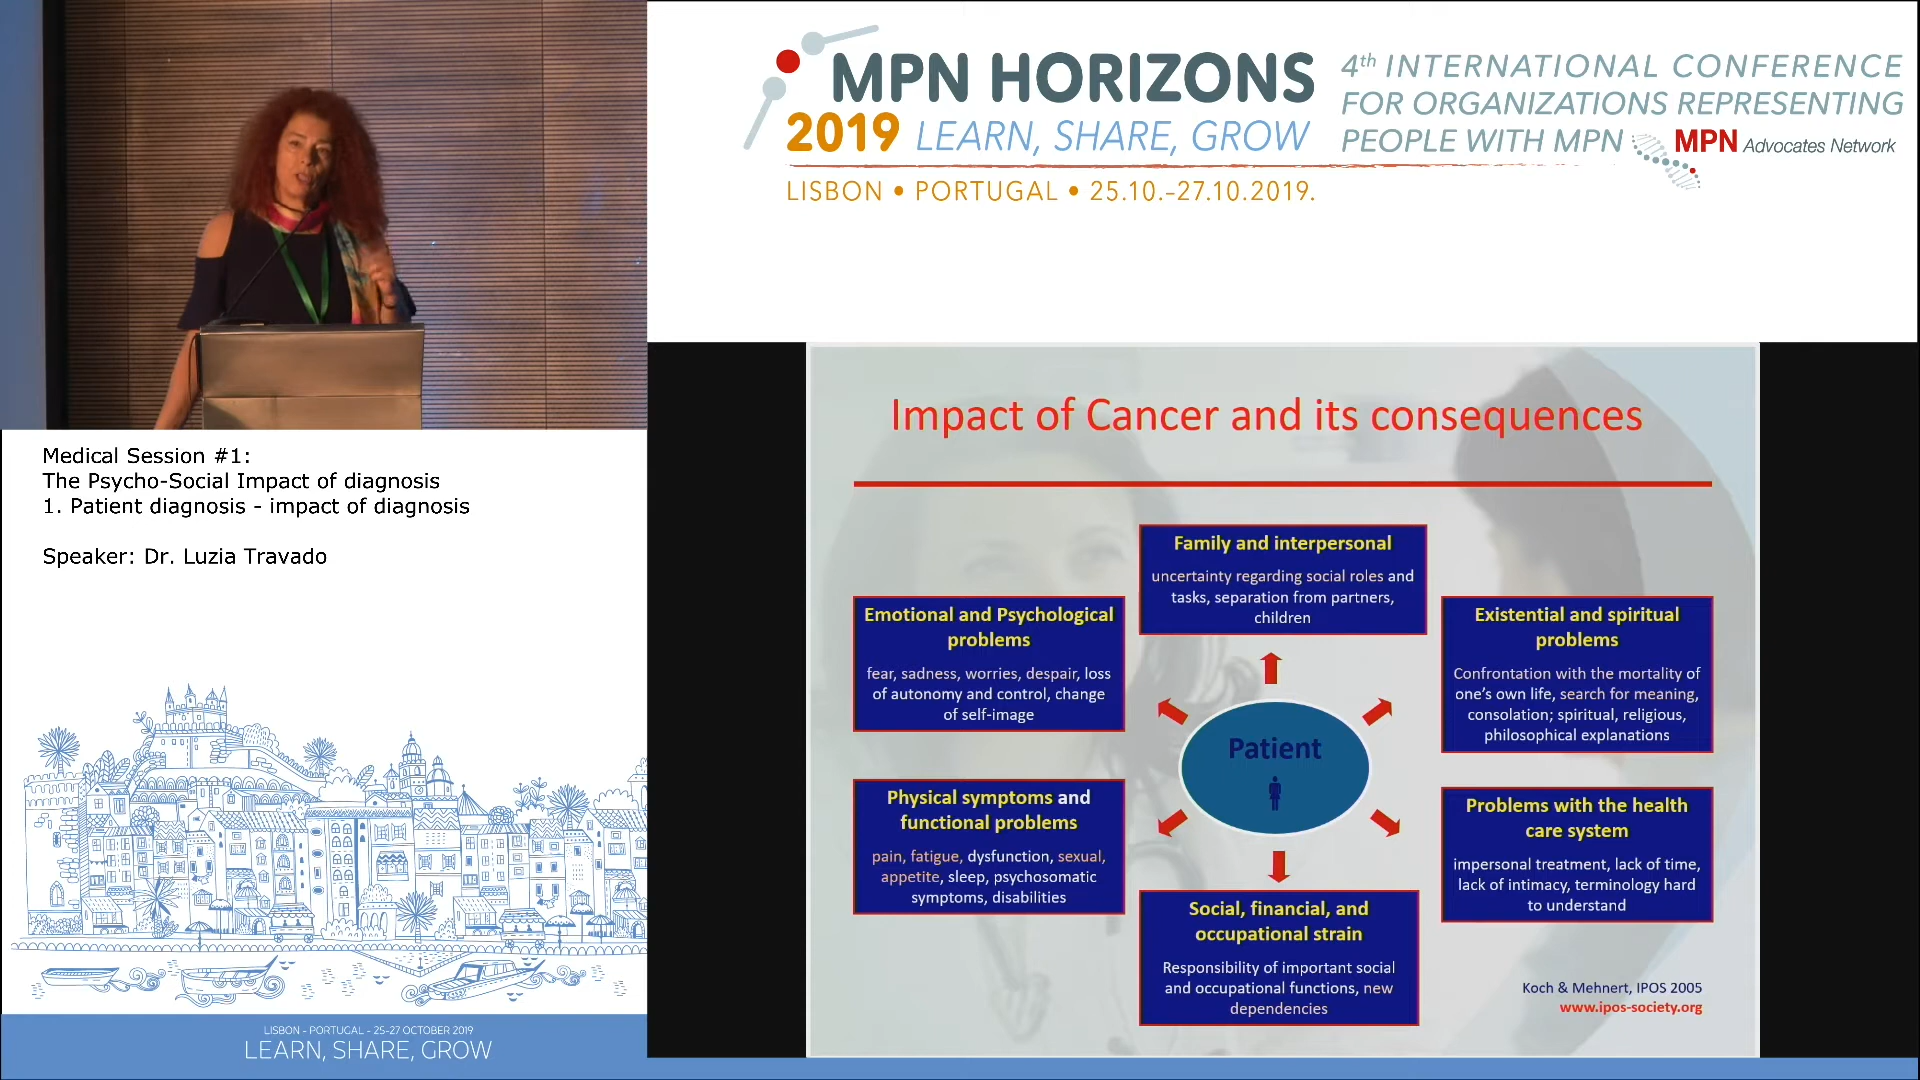 MPN HORIZONS
2019 LEARN, SHARE, GROW
LISBON • PORTUGAL • 25.10.-27.10.2019.
4th INTERNATIONAL CONFERENCE
FOR ORGANIZATIONS REPRESENTING
PEOPLE WITH MPN
MPN Advocates Network
Medical Session #1:
The Psycho-Social Impact of diagnosis
1. Patient diagnosis - impact of diagnosis
Speaker: Dr. Luzia Travado
LISBON - PORTUGAL - 25-27 OCTOBER 2019
LEARN, SHARE, GROW
Impact of Cancer and its consequences
Family and interpersonal
uncertainty regarding social roles and
tasks, separation from partners,
children
Emotional and Psychological
problems
fear, sadness, worries, despair, loss
of autonomy and control, change
of self-image
Existential and spiritual
problems
Confrontation with the mortality of
one's own life, search for meaning,
consolation; spiritual, religious,
philosophical explanations
Patient
Physical symptoms and
functional problems
pain, fatigue, dysfunction, sexual,
appetite, sleep, psychosomatic
symptoms, disabilities
Problems with the health
care system
impersonal treatment, lack of time,
lack of intimacy, terminology hard
to understand
Social, financial, and
occupational strain
Responsibility of important social
and occupational functions, new
dependencies
Koch & Mehnert, IPOS 2005
www.ipos-society.org